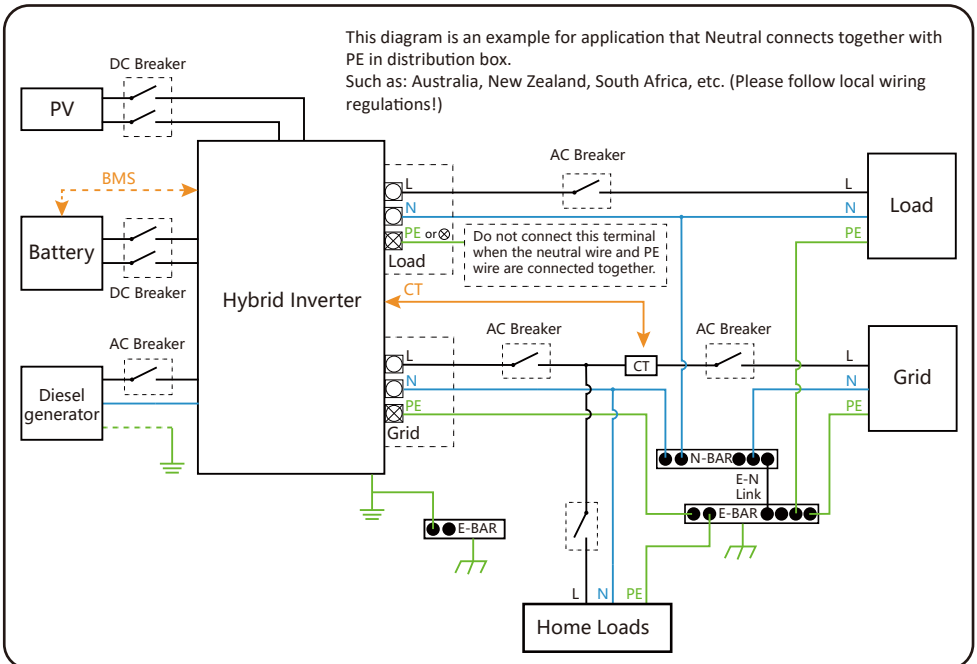 This diagram is an example for application that Neutral connects together with
PE in distribution box.
Such as: Australia, New Zealand, South Africa, etc. (Please follow local wiring
regulations!)
DC Breaker
PV
AC Breaker
BMS
L
L
N
N
Load
Battery
PE or⊗
PE
Do not connect this terminal
when the neutral wire and PE
wire are connected together.
Load
DC Breaker
CT
Hybrid Inverter
AC Breaker
AC Breaker
AC Breaker
L
CT
L
N
N
Grid
Diesel
generator
PE
PE
Grid
N-BAR
E-N
Link
E-BAR
E-BAR
L
N
PE
Home Loads